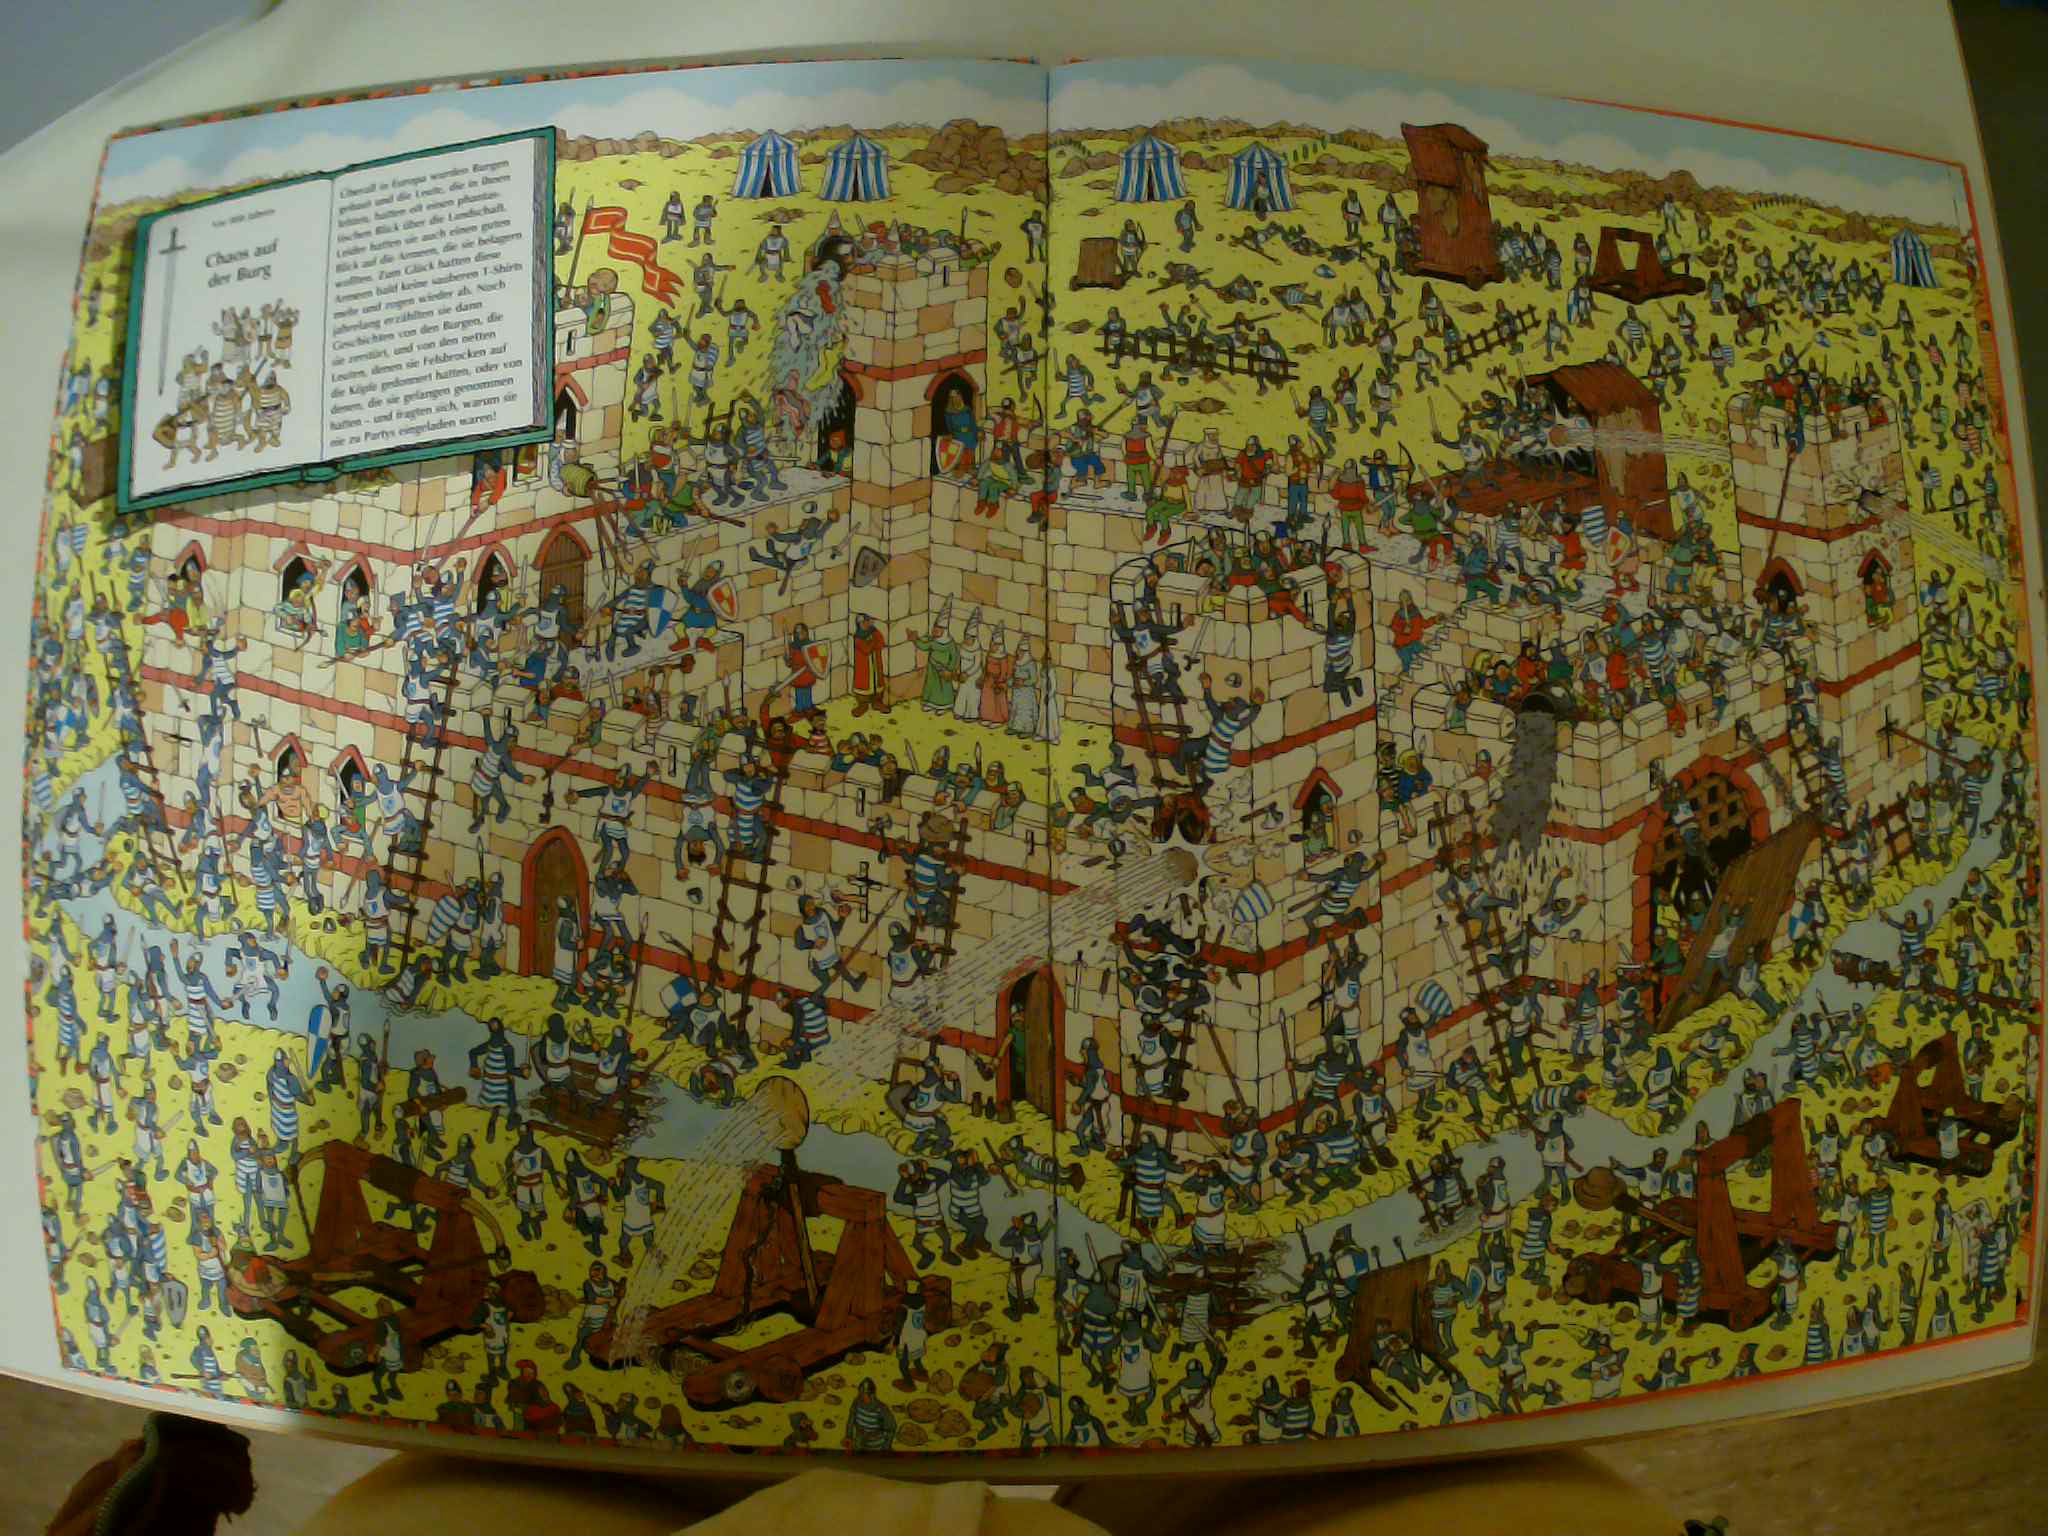 Vor 600 Jahren
Chaos auf
der Burg
Überall in Europa wurden Burgen
gebaut und die Leute, die in ihnen
lebten, hatten oft einen phantas-
tischen Blick über die Landschaft.
Leider hatten sie auch einen guten
Blick auf die Armeen, die sie belagern
wollten. Zum Glück hatten diese
Armeen bald keine sauberen T-Shirts
mehr und zogen wieder ab. Noch
jahrelang erzählten sie dann
Geschichten von den Burgen, die
sie zerstört, und von den netten
Leuten, denen sie Felsbrocken auf
die Köpfe gedonnert hatten, oder von
denen, die sie gefangen genommen
hatten – und fragten sich, warum sie
nie zu Partys eingeladen waren!